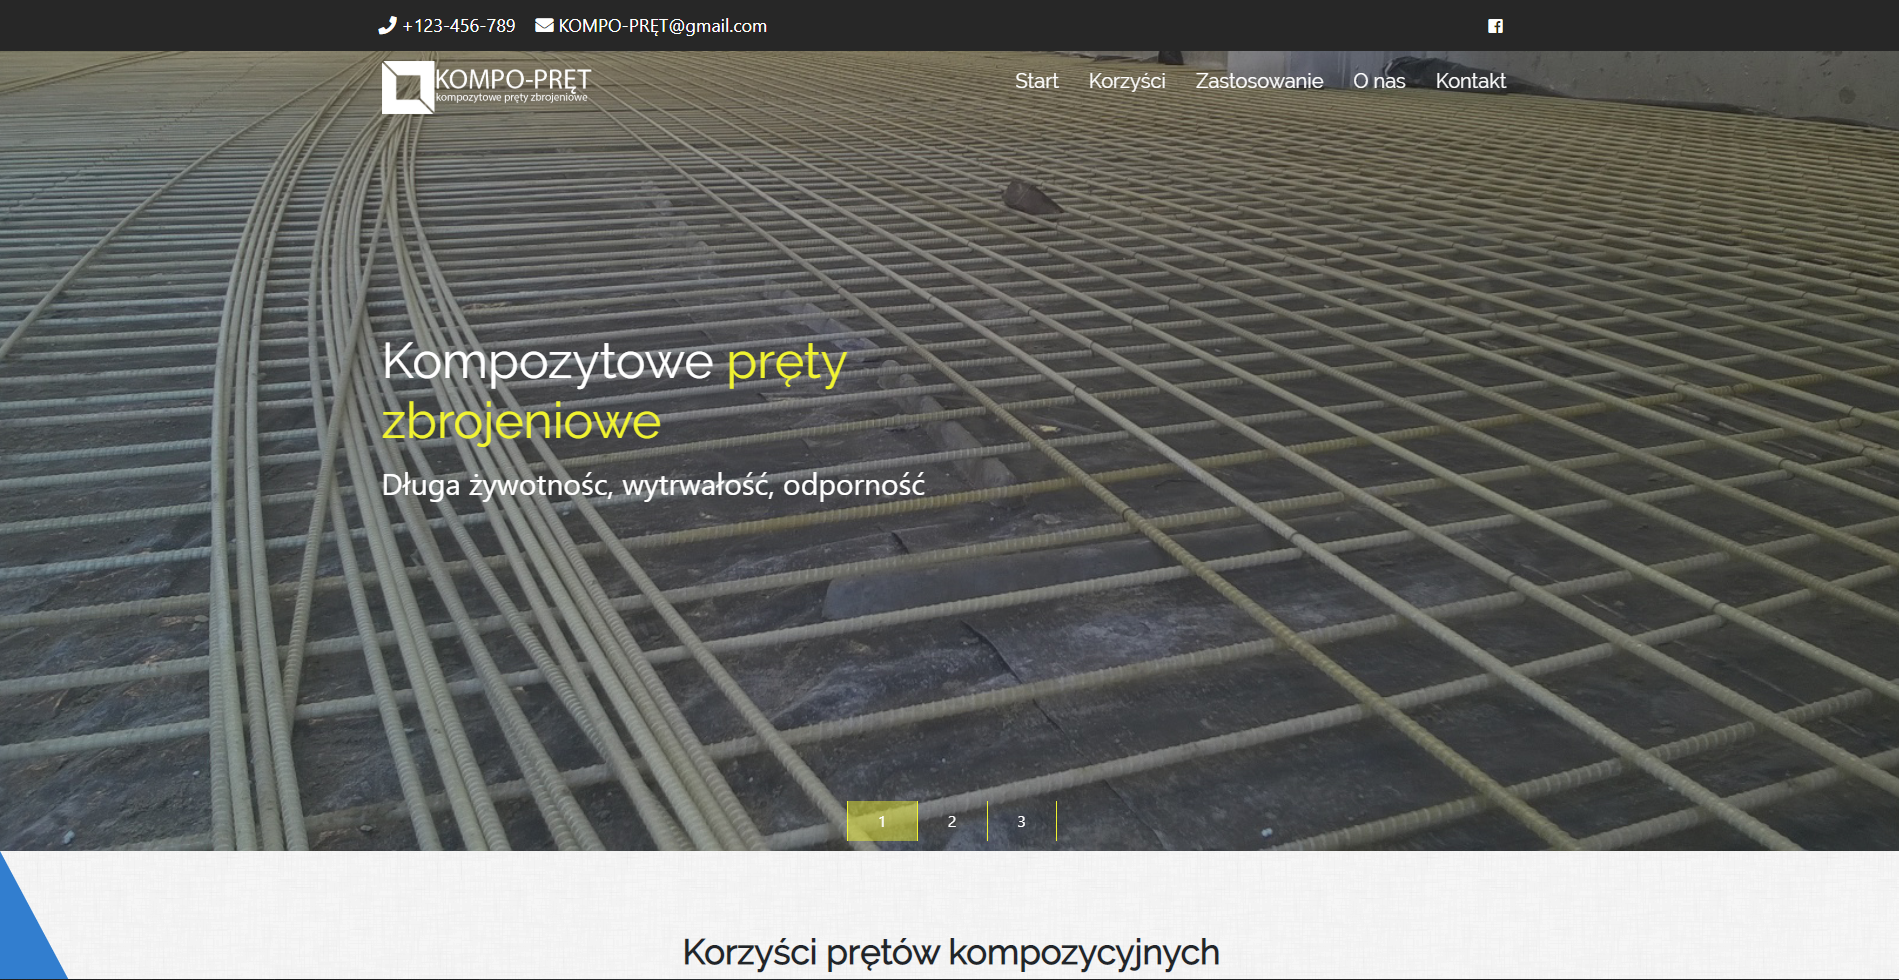 +123-456-789 KOMPO-PRĘT@gmail.com
KOMPO-PRĘT
kompozytowe pręty zbrojeniowe
Start Korzyści Zastosowanie O nas Kontakt
Kompozytowe pręty
zbrojeniowe
Długa żywotnośc, wytrwałość, odporność
1 2 3
Korzyści prętów kompozycyjnych